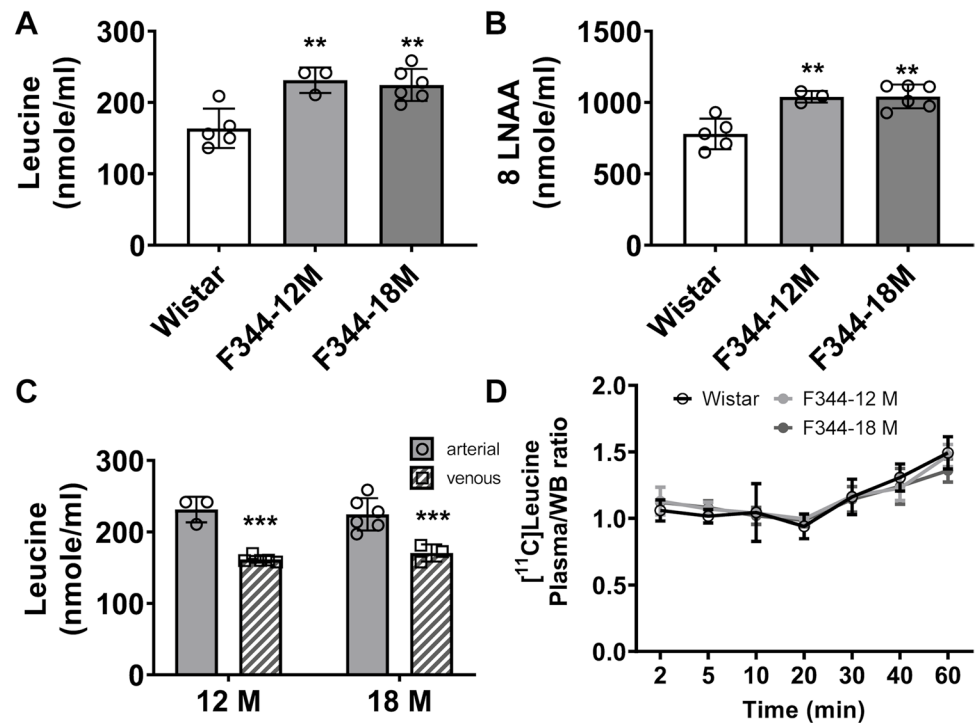 A
Leucine
(nmole/ml)
300
200
100
0
**
**
Wistar
F344-12M
F344-18M
B
8 LNAA
(nmole/ml)
1500
1000
500
0
**
**
Wistar
F344-12M
F344-18M
C
Leucine
(nmole/ml)
300
200
100
0
arterial
venous
***
***
12 M
18 M
D
[¹¹C]Leucine
Plasma/WB ratio
2.0
1.5
1.0
0.5
0.0
Wistar
F344-12 M
F344-18 M
2 5 10 20 30 40 60
Time (min)